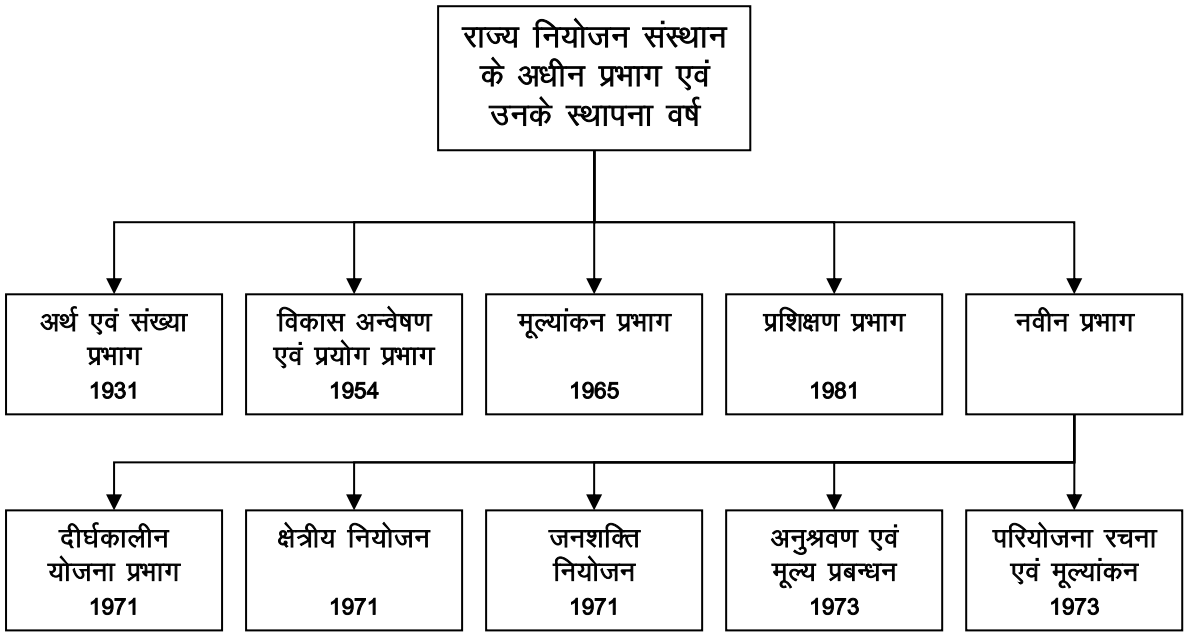 राज्य नियोजन संस्थान
के अधीन प्रभाग एवं
उनके स्थापना वर्ष
अर्थ एवं संख्या
प्रभाग
1931
विकास अन्वेषण
एवं प्रयोग प्रभाग
1954
मूल्यांकन प्रभाग
1965
प्रशिक्षण प्रभाग
1981
नवीन प्रभाग
दीर्घकालीन
योजना प्रभाग
1971
क्षेत्रीय नियोजन
1971
जनशक्ति
नियोजन
1971
अनुश्रवण एवं
मूल्य प्रबन्धन
1973
परियोजना रचना
एवं मूल्यांकन
1973